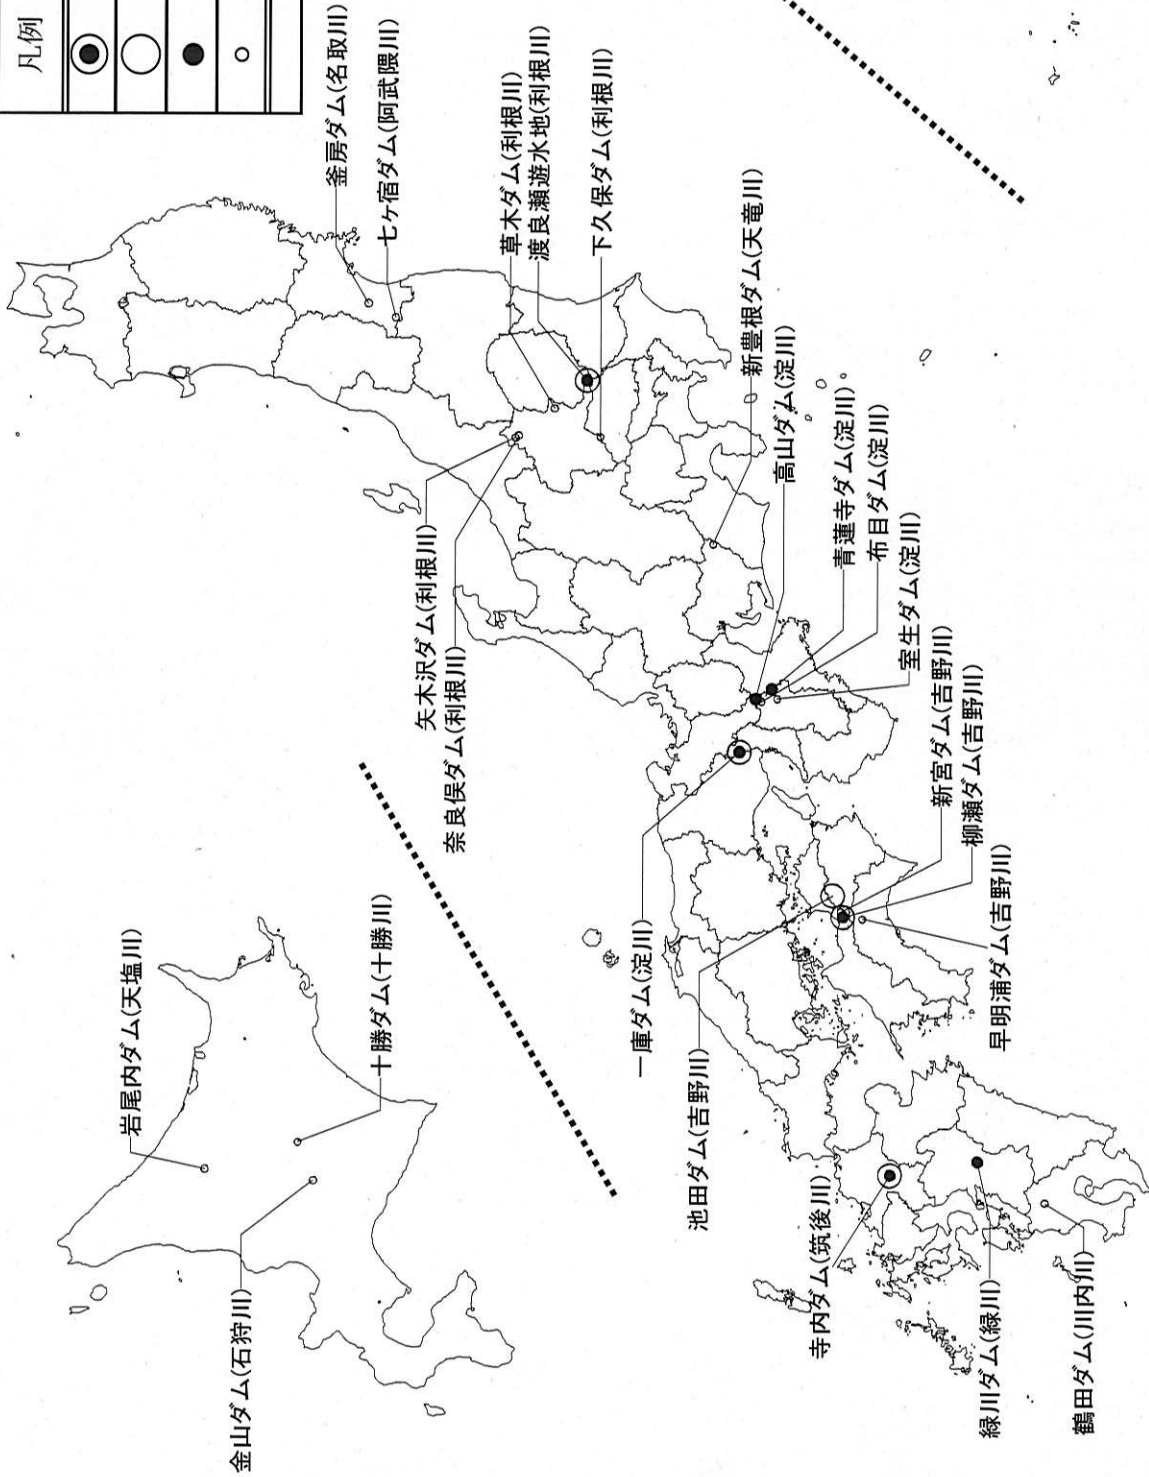 凡例
釜房ダム(名取川)
七ヶ宿ダム(阿武隈川)
草木ダム(利根川)
渡良瀬遊水地(利根川)
下久保ダム(利根川)
新豊根ダム(天竜川)
高山ダム(淀川)
青蓮寺ダム(淀川)
布目ダム(淀川)
室生ダム(淀川)
新宮ダム(吉野川)
柳瀬ダム(吉野川)
早明浦ダム(吉野川)
矢木沢ダム(利根川)
奈良俣ダム(利根川)
岩尾内ダム(天塩川)
十勝ダム(十勝川)
金山ダム(石狩川)
一庫ダム(淀川)
池田ダム(吉野川)
寺内ダム(筑後川)
緑川ダム(緑川)
鶴田ダム(川内川)